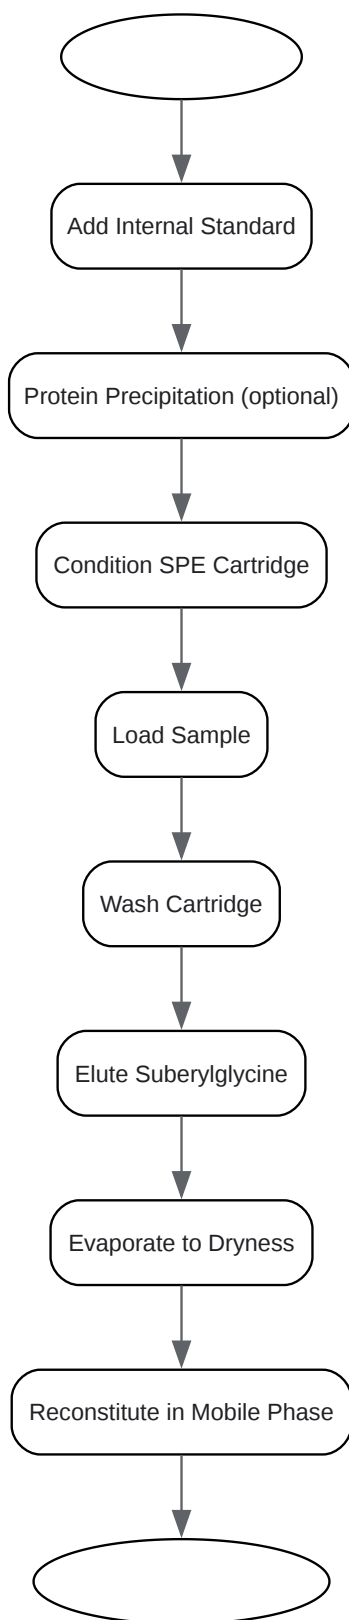 Add Internal Standard
Protein Precipitation (optional)
Condition SPE Cartridge
Load Sample
Wash Cartridge
Elute Suberylglycine
Evaporate to Dryness
Reconstitute in Mobile Phase